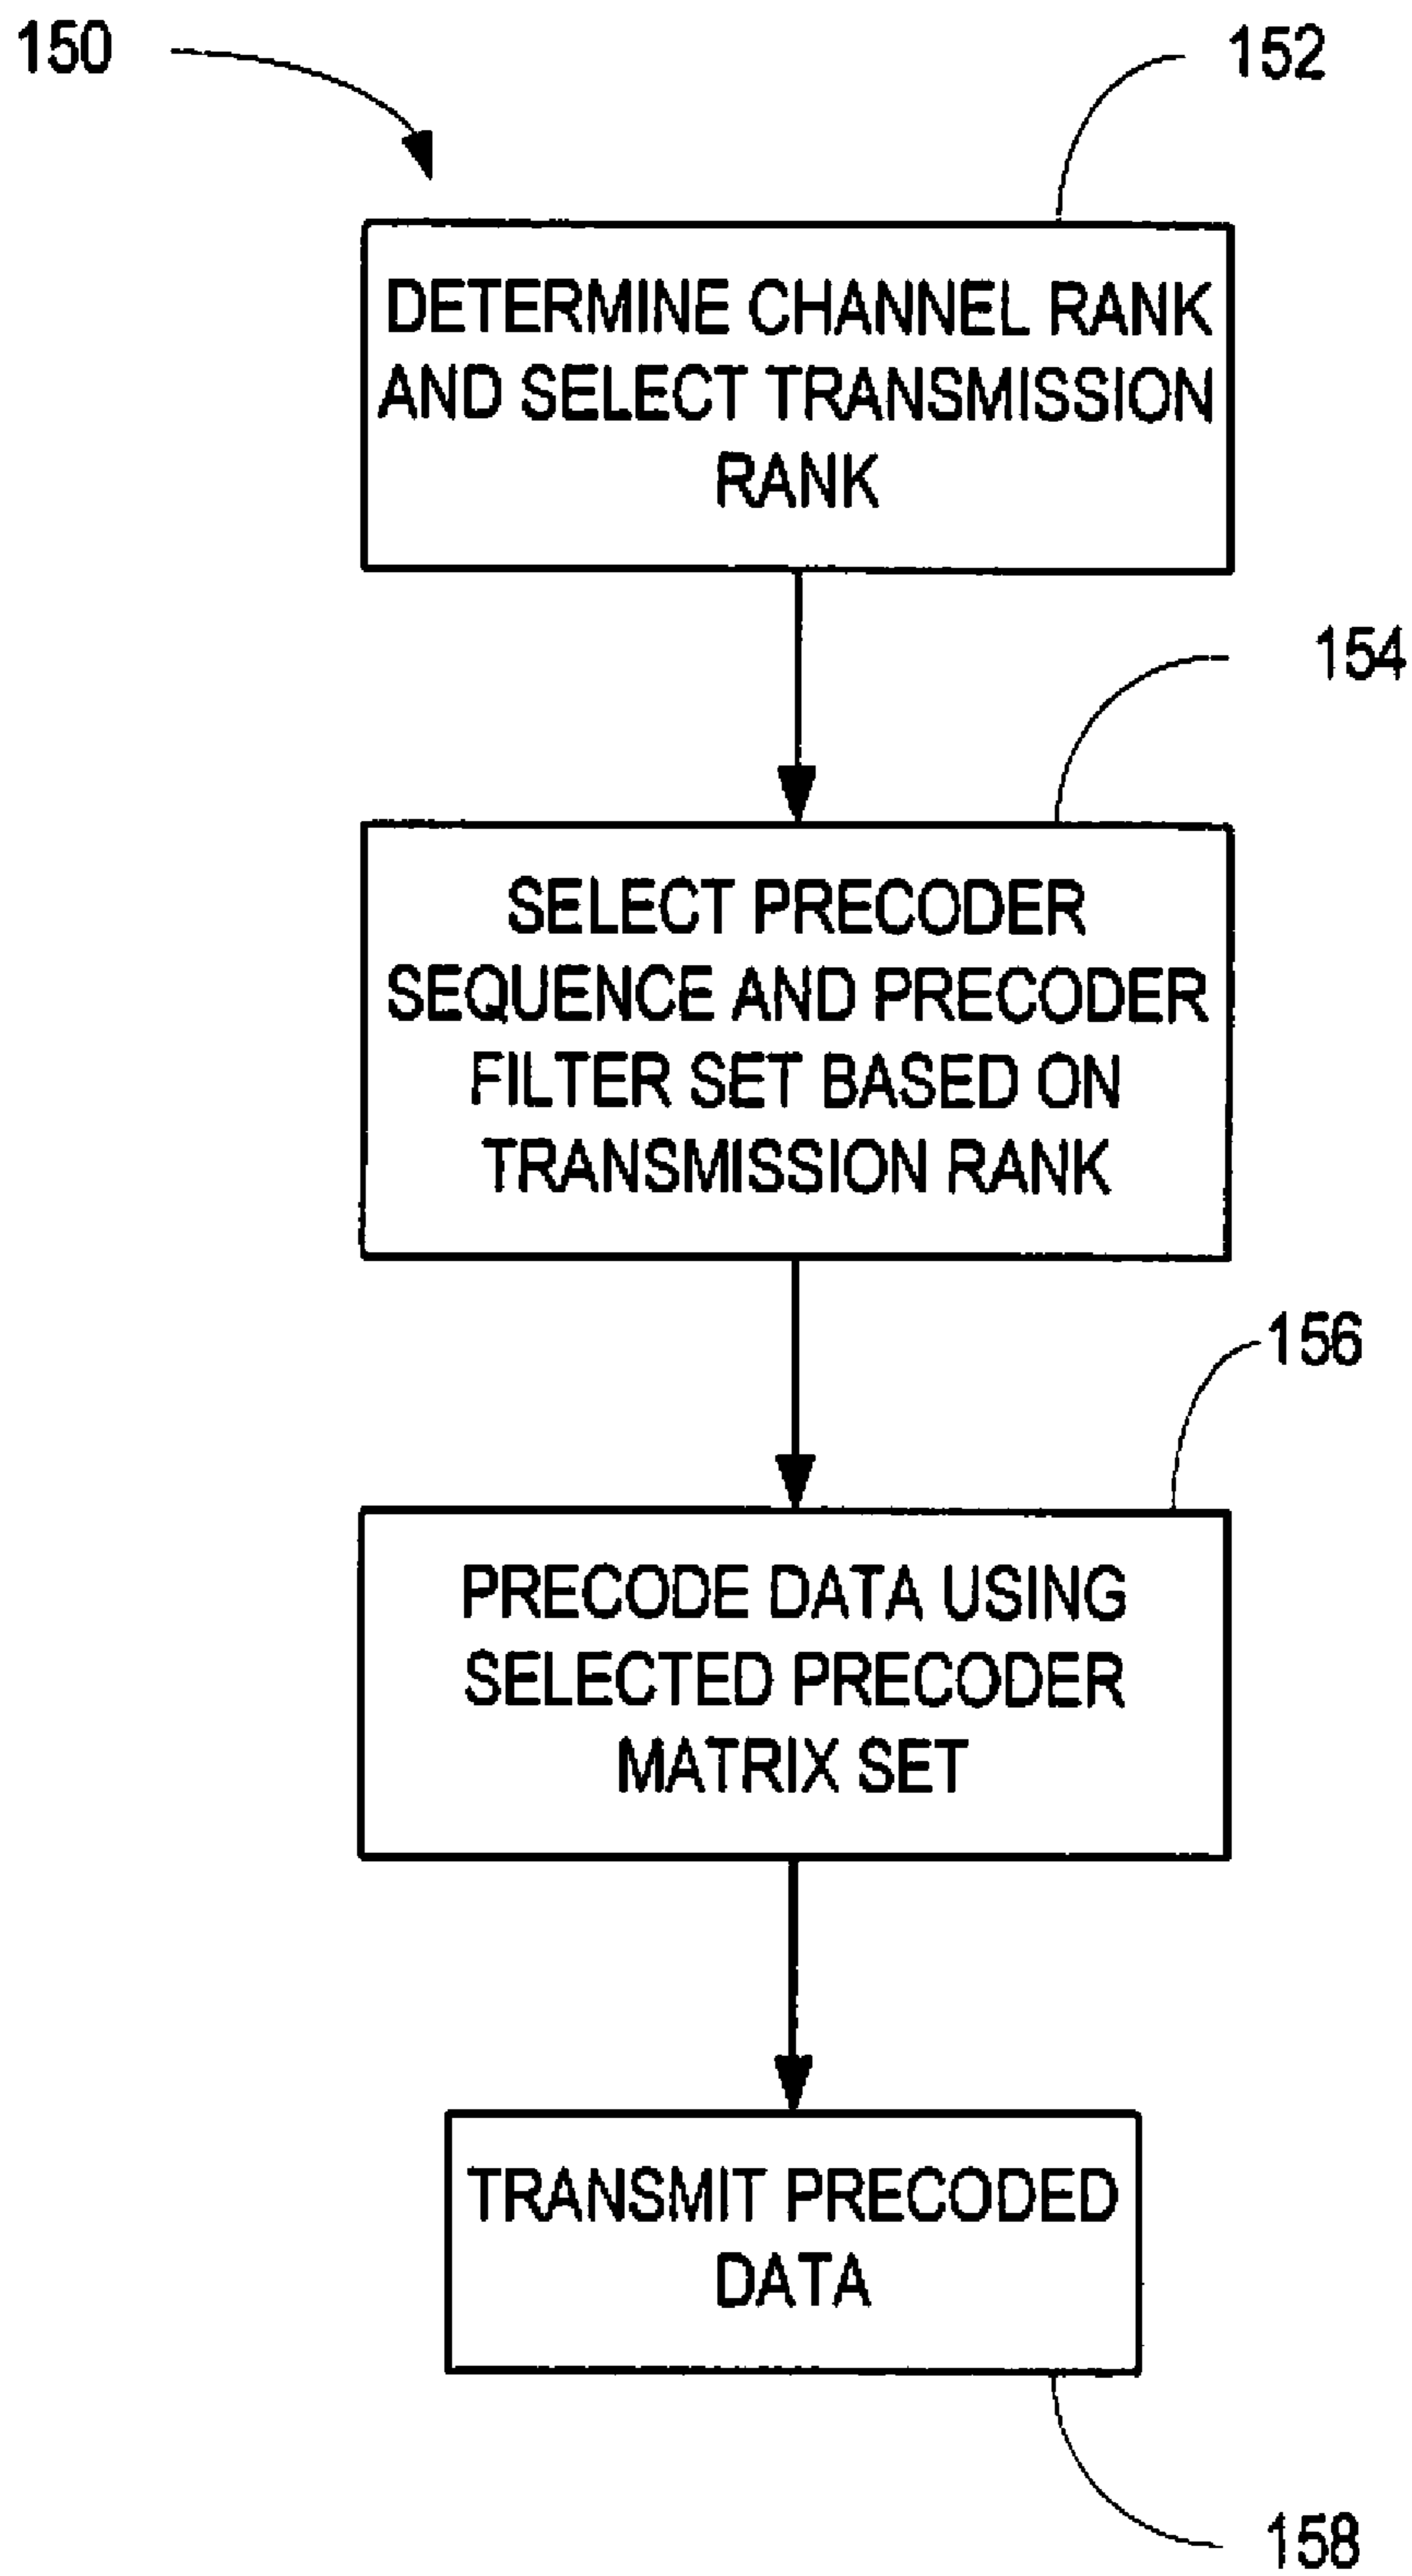 150
152
DETERMINE CHANNEL RANK
AND SELECT TRANSMISSION
RANK
154
SELECT PRECODER
SEQUENCE AND PRECODER
FILTER SET BASED ON
TRANSMISSION RANK
156
PRECODE DATA USING
SELECTED PRECODER
MATRIX SET
TRANSMIT PRECODED
DATA
158